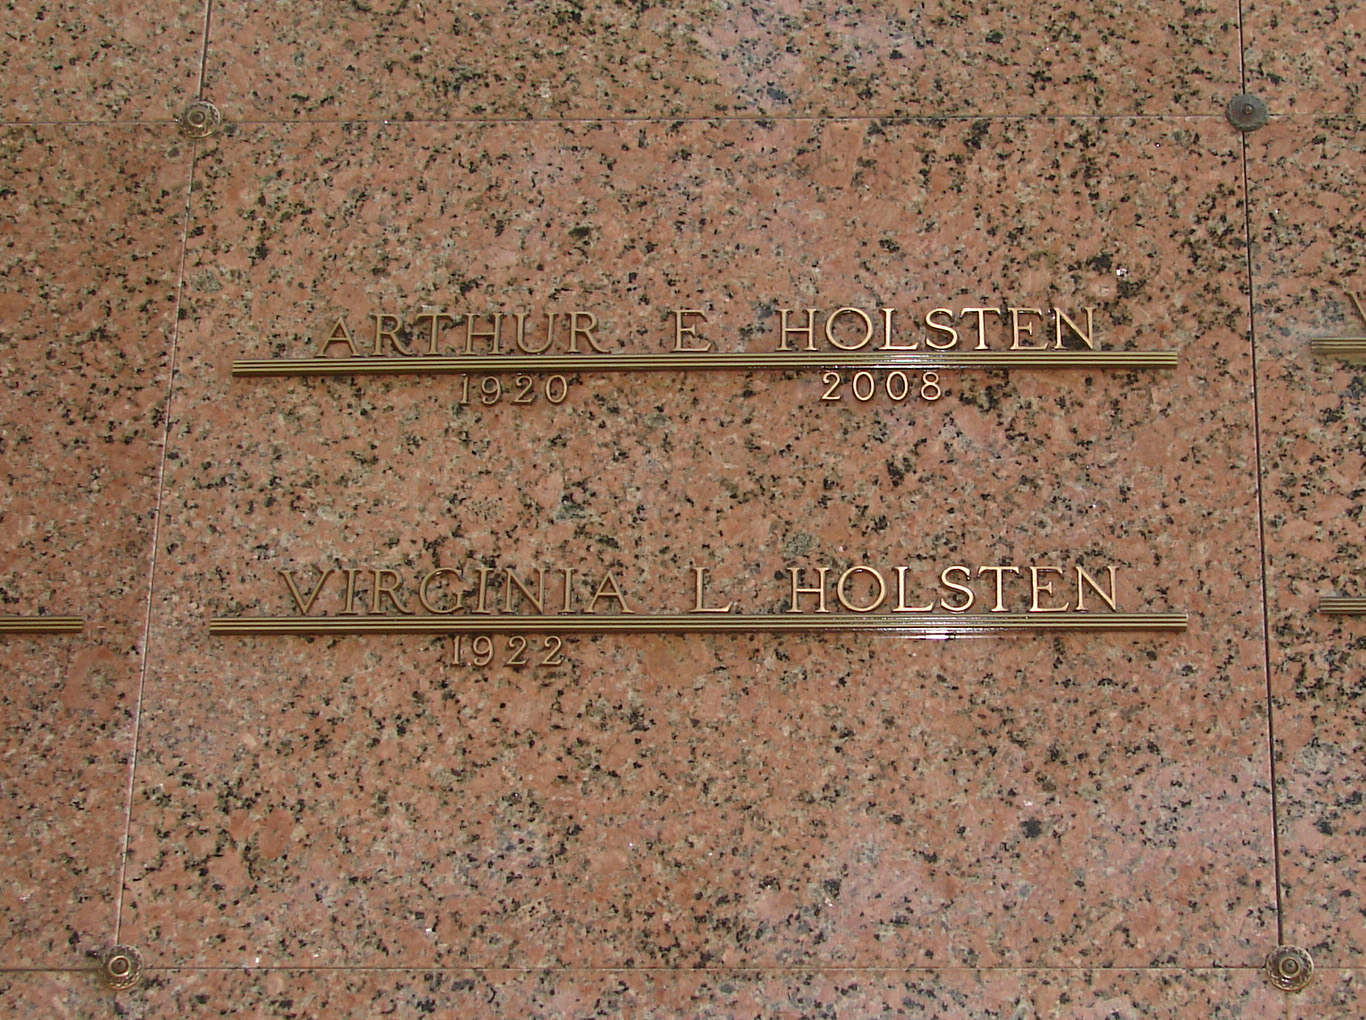 ARTHUR E HOLSTEN
1920 2008
VIRGINIA L HOLSTEN
1922